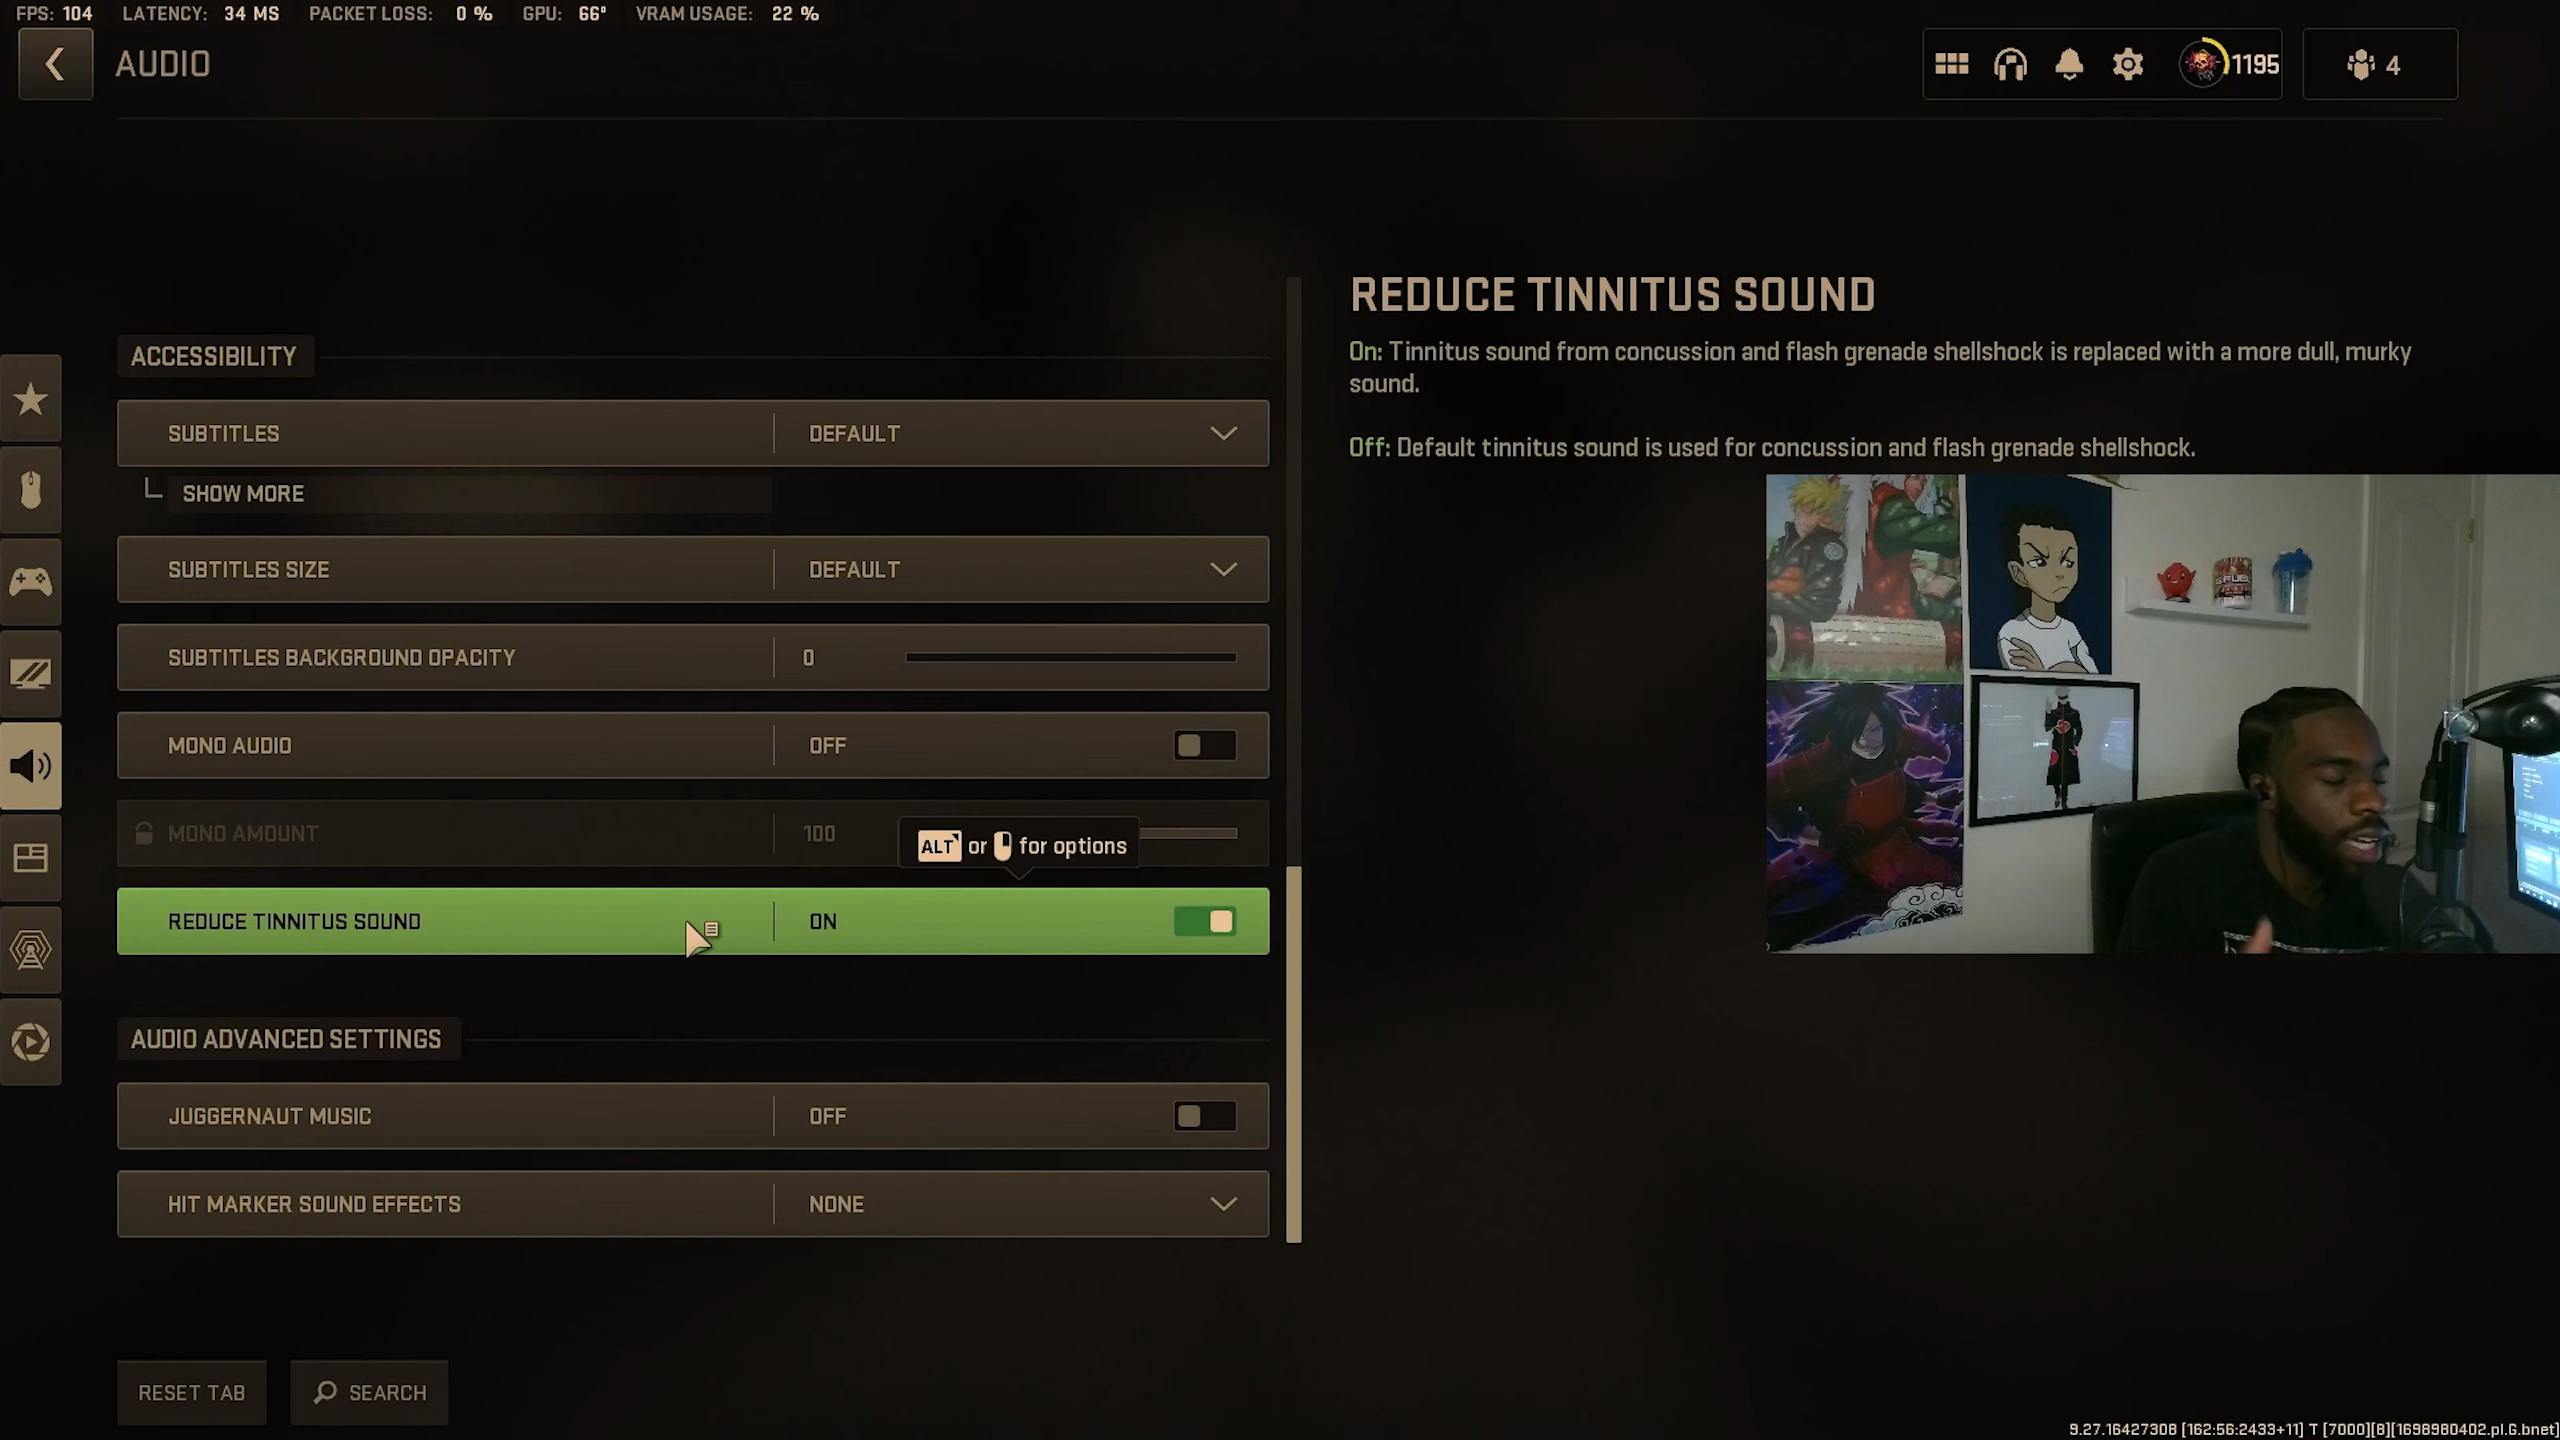 FPS: 104 LATENCY: 34 MS PACKET LOSS: 0 % GPU: 66° VRAM USAGE: 22 %
AUDIO
1195
4
REDUCE TINNITUS SOUND
On: Tinnitus sound from concussion and flash grenade shellshock is replaced with a more dull, murky
sound.
Off: Default tinnitus sound is used for concussion and flash grenade shellshock.
ACCESSIBILITY
SUBTITLES DEFAULT
SHOW MORE
SUBTITLES SIZE DEFAULT
SUBTITLES BACKGROUND OPACITY 0
MONO AUDIO OFF
MONO AMOUNT 100
ALT or for options
REDUCE TINNITUS SOUND ON
AUDIO ADVANCED SETTINGS
JUGGERNAUT MUSIC OFF
HIT MARKER SOUND EFFECTS NONE
RESET TAB SEARCH
G FUEL
9.27.16427308 [162:56:2433+11] T [7000][8][1698980402.pl.G.bnet]